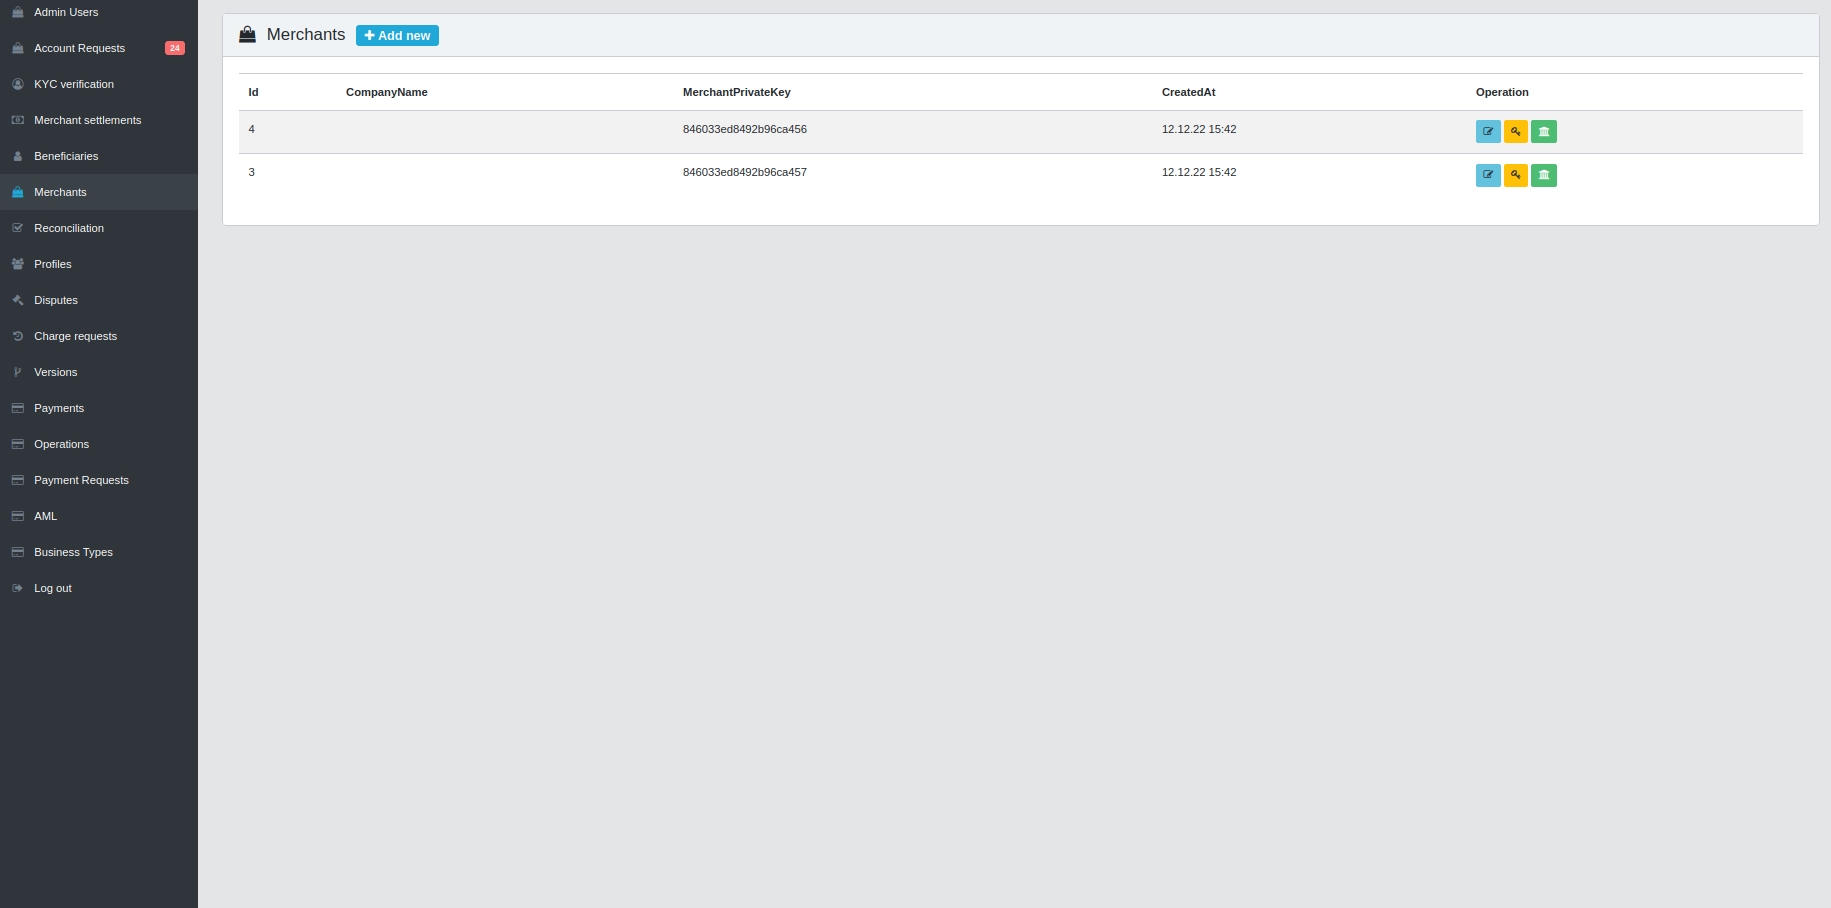 Admin Users
Account Requests 24
KYC verification
Merchant settlements
Beneficiaries
Merchants
Reconciliation
Profiles
Disputes
Charge requests
Versions
Payments
Operations
Payment Requests
AML
Business Types
Log out
Merchants Add new
Id CompanyName MerchantPrivateKey CreatedAt Operation
4 846033ed8492b96ca456 12.12.22 15:42
3 846033ed8492b96ca457 12.12.22 15:42